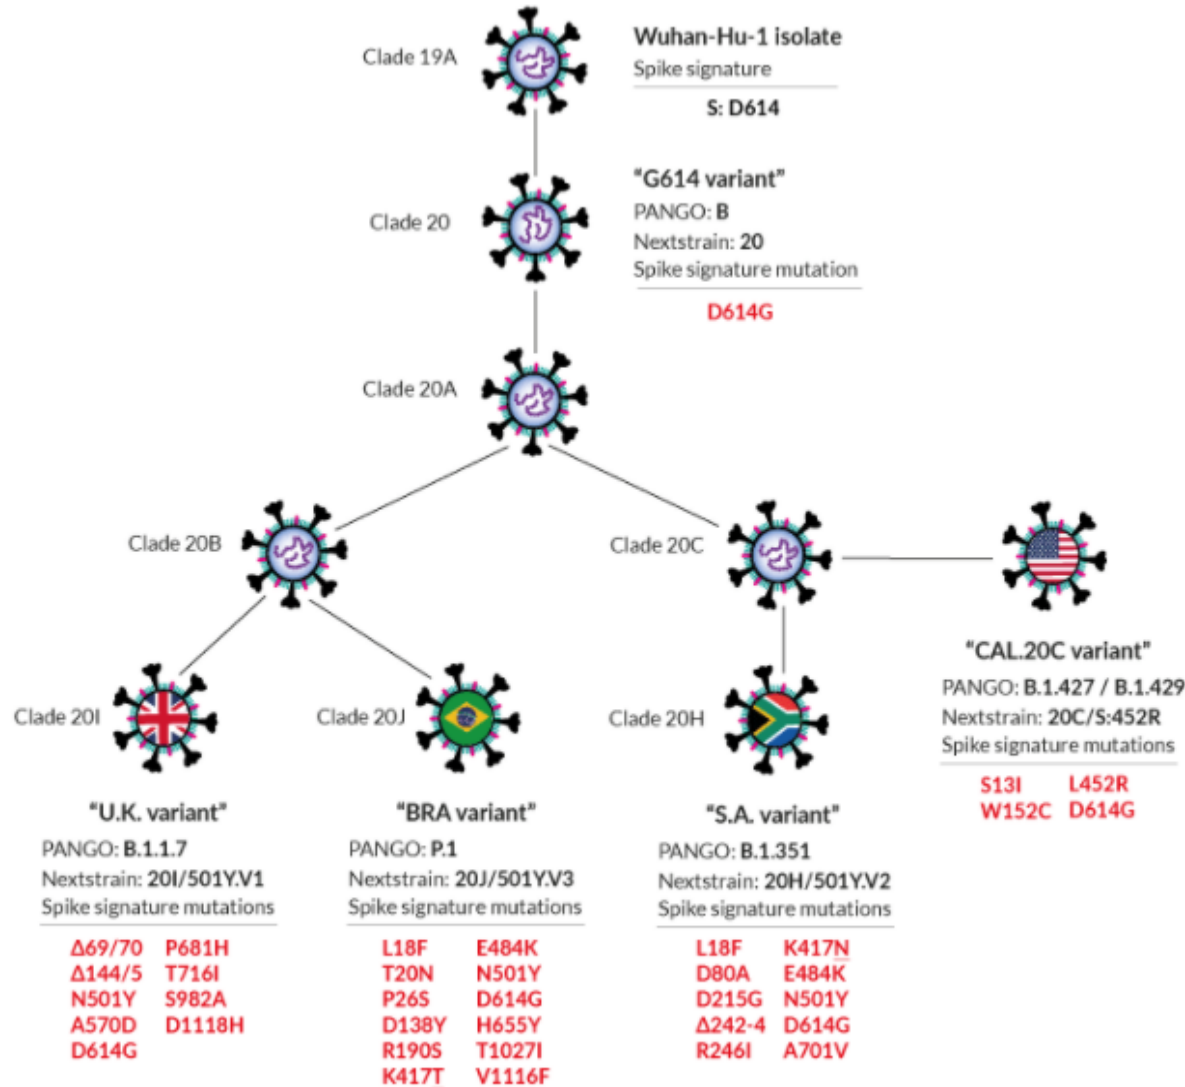 Clade 19A
Wuhan-Hu-1 isolate
Spike signature
S: D614
Clade 20
“G614 variant”
PANGO: B
Nextstrain: 20
Spike signature mutation
D614G
Clade 20A
Clade 20B
Clade 20C
“CAL.20C variant”
PANGO: B.1.427 / B.1.429
Nextstrain: 20C/S:452R
Spike signature mutations
S13I L452R
W152C D614G
Clade 20I
“U.K. variant”
PANGO: B.1.1.7
Nextstrain: 20I/501Y.V1
Spike signature mutations
Δ69/70 P681H
Δ144/5 T716I
N501Y S982A
A570D D1118H
D614G
Clade 20J
“BRA variant”
PANGO: P.1
Nextstrain: 20J/501Y.V3
Spike signature mutations
L18F E484K
T20N N501Y
P26S D614G
D138Y H655Y
R190S T1027I
K417T V1116F
Clade 20H
“S.A. variant”
PANGO: B.1.351
Nextstrain: 20H/501Y.V2
Spike signature mutations
L18F K417N
D80A E484K
D215G N501Y
Δ242-4 D614G
R246I A701V